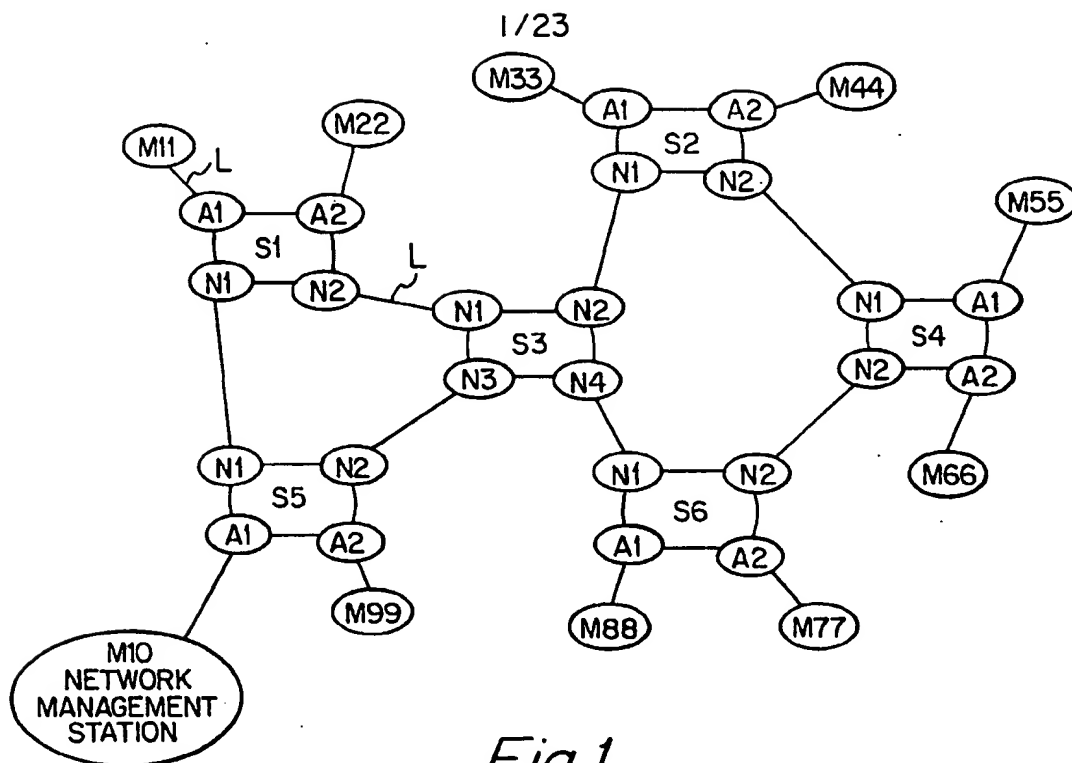 1/23
M33
M44
A1
A2
M22
M11
S2
L
N1
N2
M55
A1
A2
S1
L
N1
N2
N1
N2
N1
A1
S3
S4
N3
N4
N2
A2
N1
N2
N1
N2
M66
S5
S6
A1
A2
A1
A2
M99
M88
M77
M10
NETWORK
MANAGEMENT
STATION
Fig.1